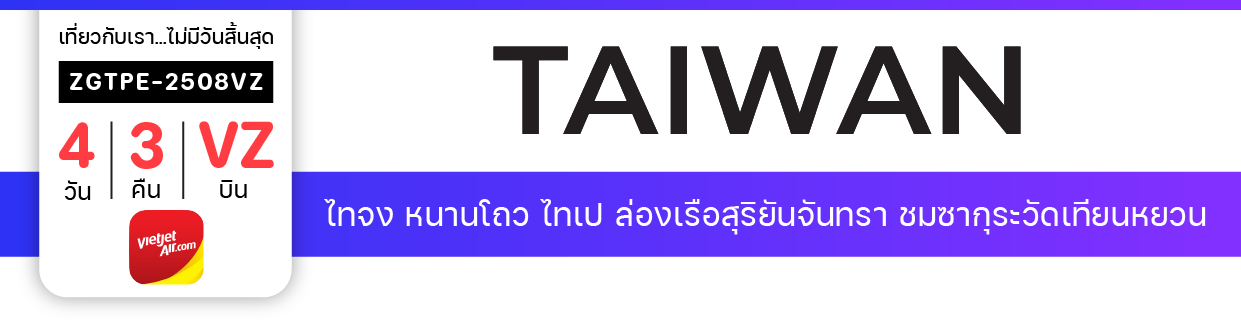 เที่ยวกับเรา...ไม่มีวันสิ้นสุด
ZGTPE-2508VZ
4 3 VZ
วัน คืน บิน
vietjet
Air.com
TAIWAN
ไทจง หนานโถว ไทเป ล่องเรือสุริยันจันทรา ชมซากุระวัดเทียนหยวน